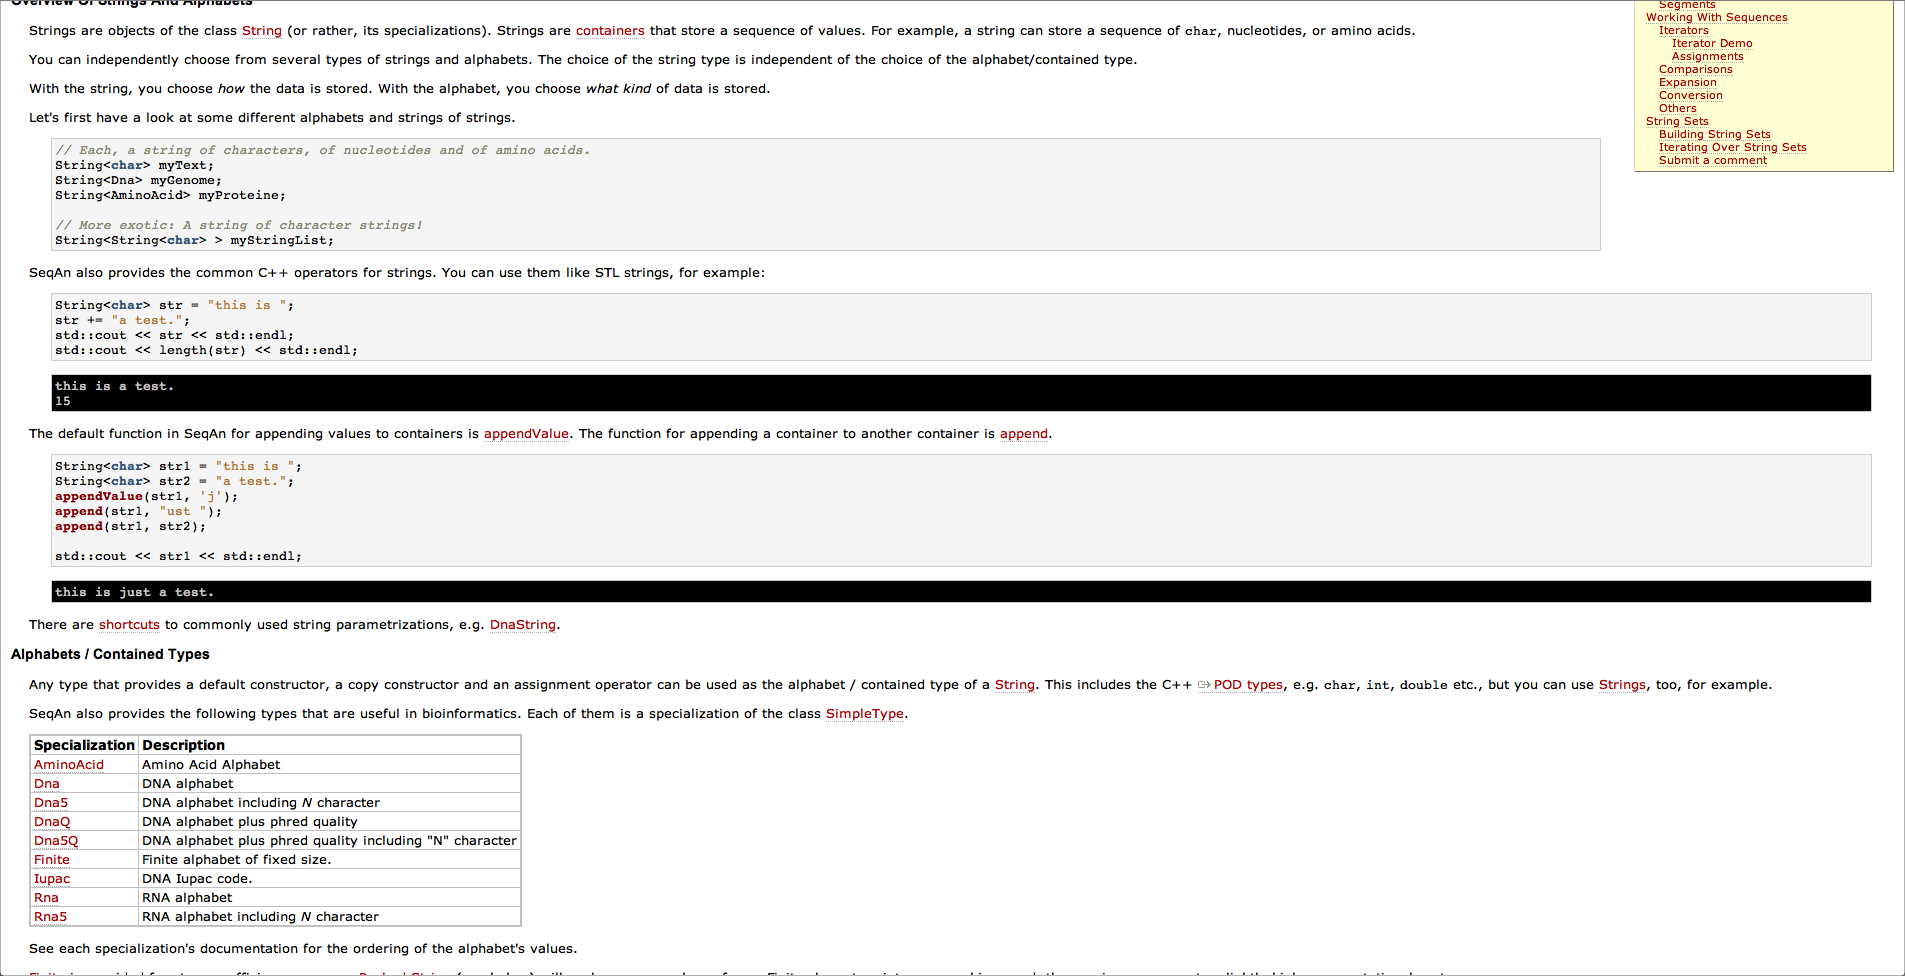 Overview Of Strings And Alphabets
Strings are objects of the class String (or rather, its specializations). Strings are containers that store a sequence of values. For example, a string can store a sequence of char, nucleotides, or amino acids.
You can independently choose from several types of strings and alphabets. The choice of the string type is independent of the choice of the alphabet/contained type.
With the string, you choose how the data is stored. With the alphabet, you choose what kind of data is stored.
Let's first have a look at some different alphabets and strings of strings.
// Each, a string of characters, of nucleotides and of amino acids.
String<char> myText;
String<Dna> myGenome;
String<AminoAcid> myProteine;
// More exotic: A string of character strings!
String<String<char> > myStringList;
Segments
Working With Sequences
Iterators
Iterator Demo
Assignments
Comparisons
Expansion
Conversion
Others
String Sets
Building String Sets
Iterating Over String Sets
Submit a comment
SeqAn also provides the common C++ operators for strings. You can use them like STL strings, for example:
String<char> str = "this is ";
str += "a test.";
std::cout << str << std::endl;
std::cout << length(str) << std::endl;
this is a test.
15
The default function in SeqAn for appending values to containers is appendValue. The function for appending a container to another container is append.
String<char> str1 = "this is ";
String<char> str2 = "a test.";
appendValue(str1, 'j');
append(str1, "ust ");
append(str1, str2);
std::cout << str1 << std::endl;
this is just a test.
There are shortcuts to commonly used string parametrizations, e.g. DnaString.
Alphabets / Contained Types
Any type that provides a default constructor, a copy constructor and an assignment operator can be used as the alphabet / contained type of a String. This includes the C++ POD types, e.g. char, int, double etc., but you can use Strings, too, for example.
SeqAn also provides the following types that are useful in bioinformatics. Each of them is a specialization of the class SimpleType.
Specialization Description
AminoAcid Amino Acid Alphabet
Dna DNA alphabet
Dna5 DNA alphabet including N character
DnaQ DNA alphabet plus phred quality
Dna5Q DNA alphabet plus phred quality including "N" character
Finite Finite alphabet of fixed size.
Iupac DNA Iupac code.
Rna RNA alphabet
Rna5 RNA alphabet including N character
See each specialization's documentation for the ordering of the alphabet's values.